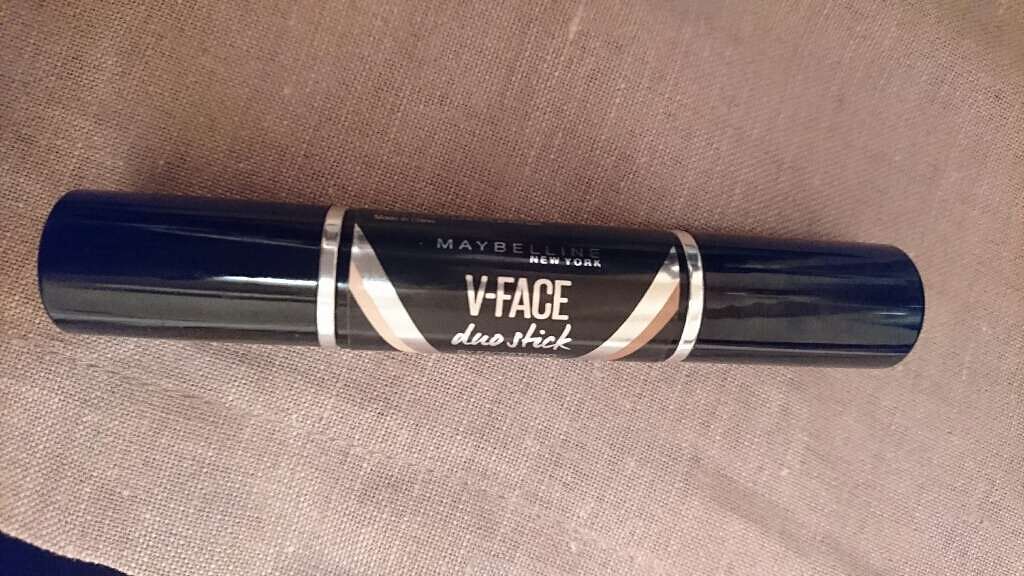 MAYBELLINE
NEW YORK
V-FACE
duo stick